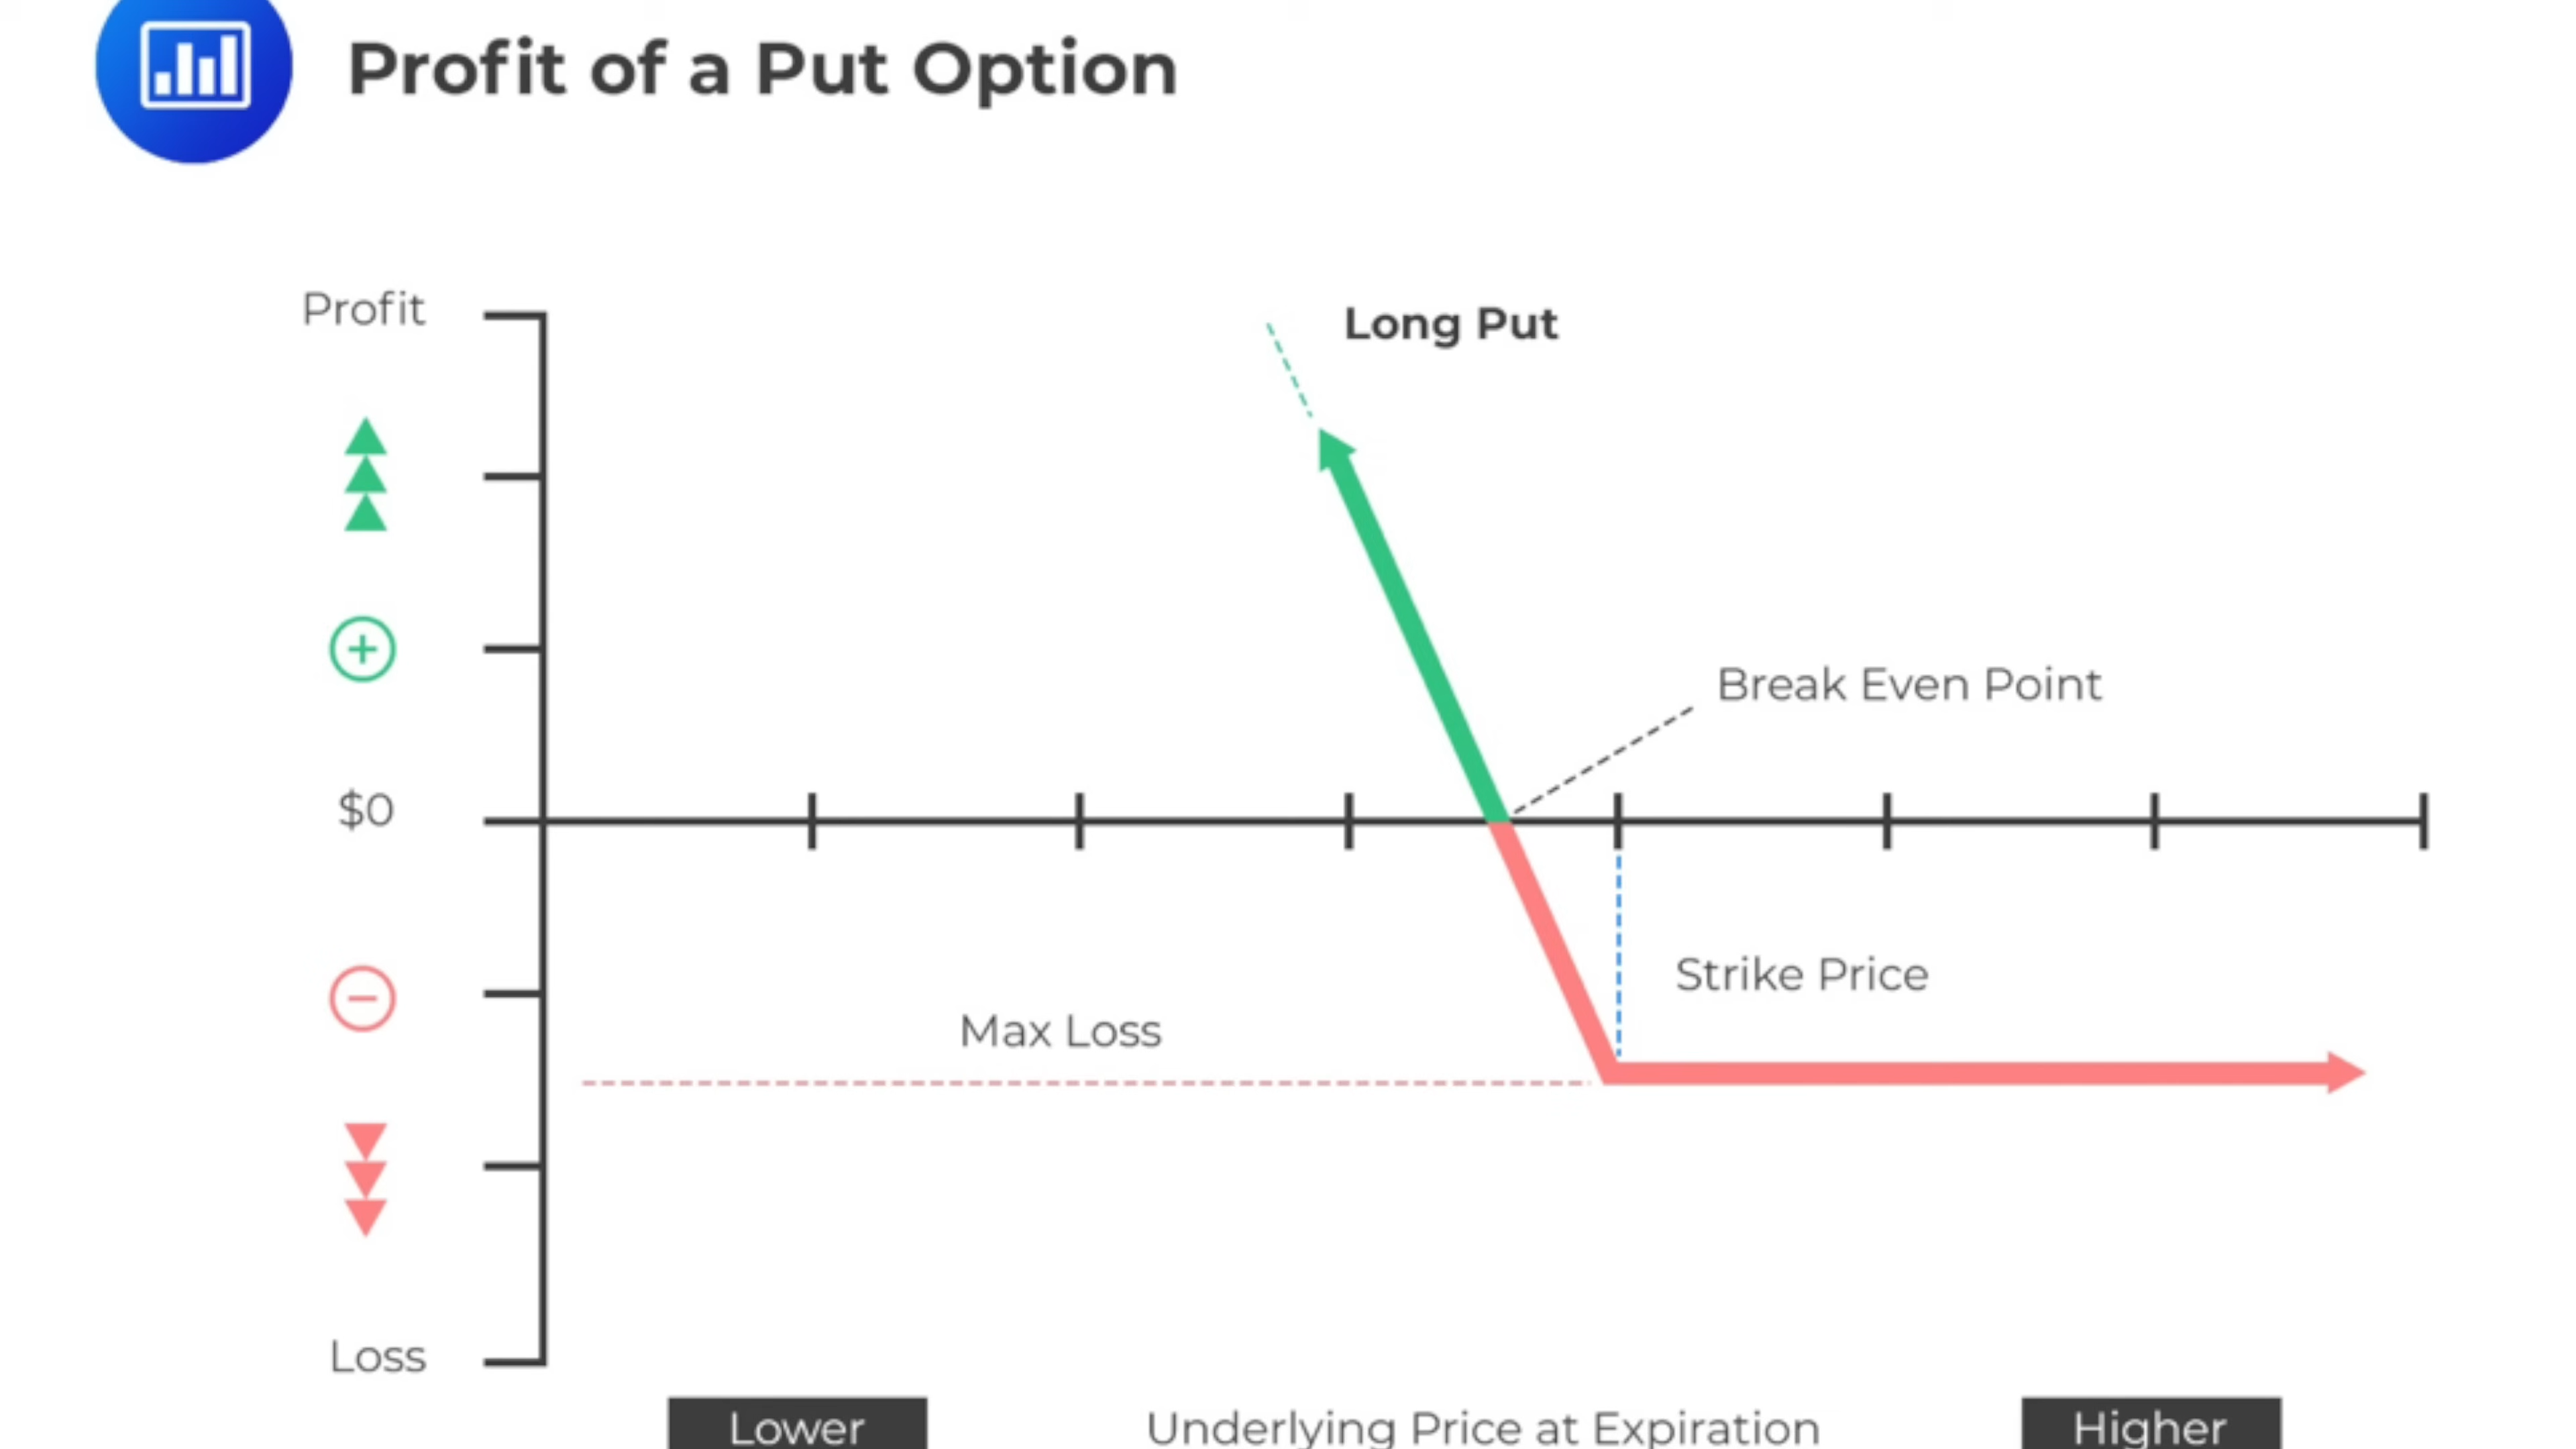 Profit of a Put Option
Profit
Long Put
Break Even Point
$0
Strike Price
Max Loss
Loss
Lower
Underlying Price at Expiration
Higher